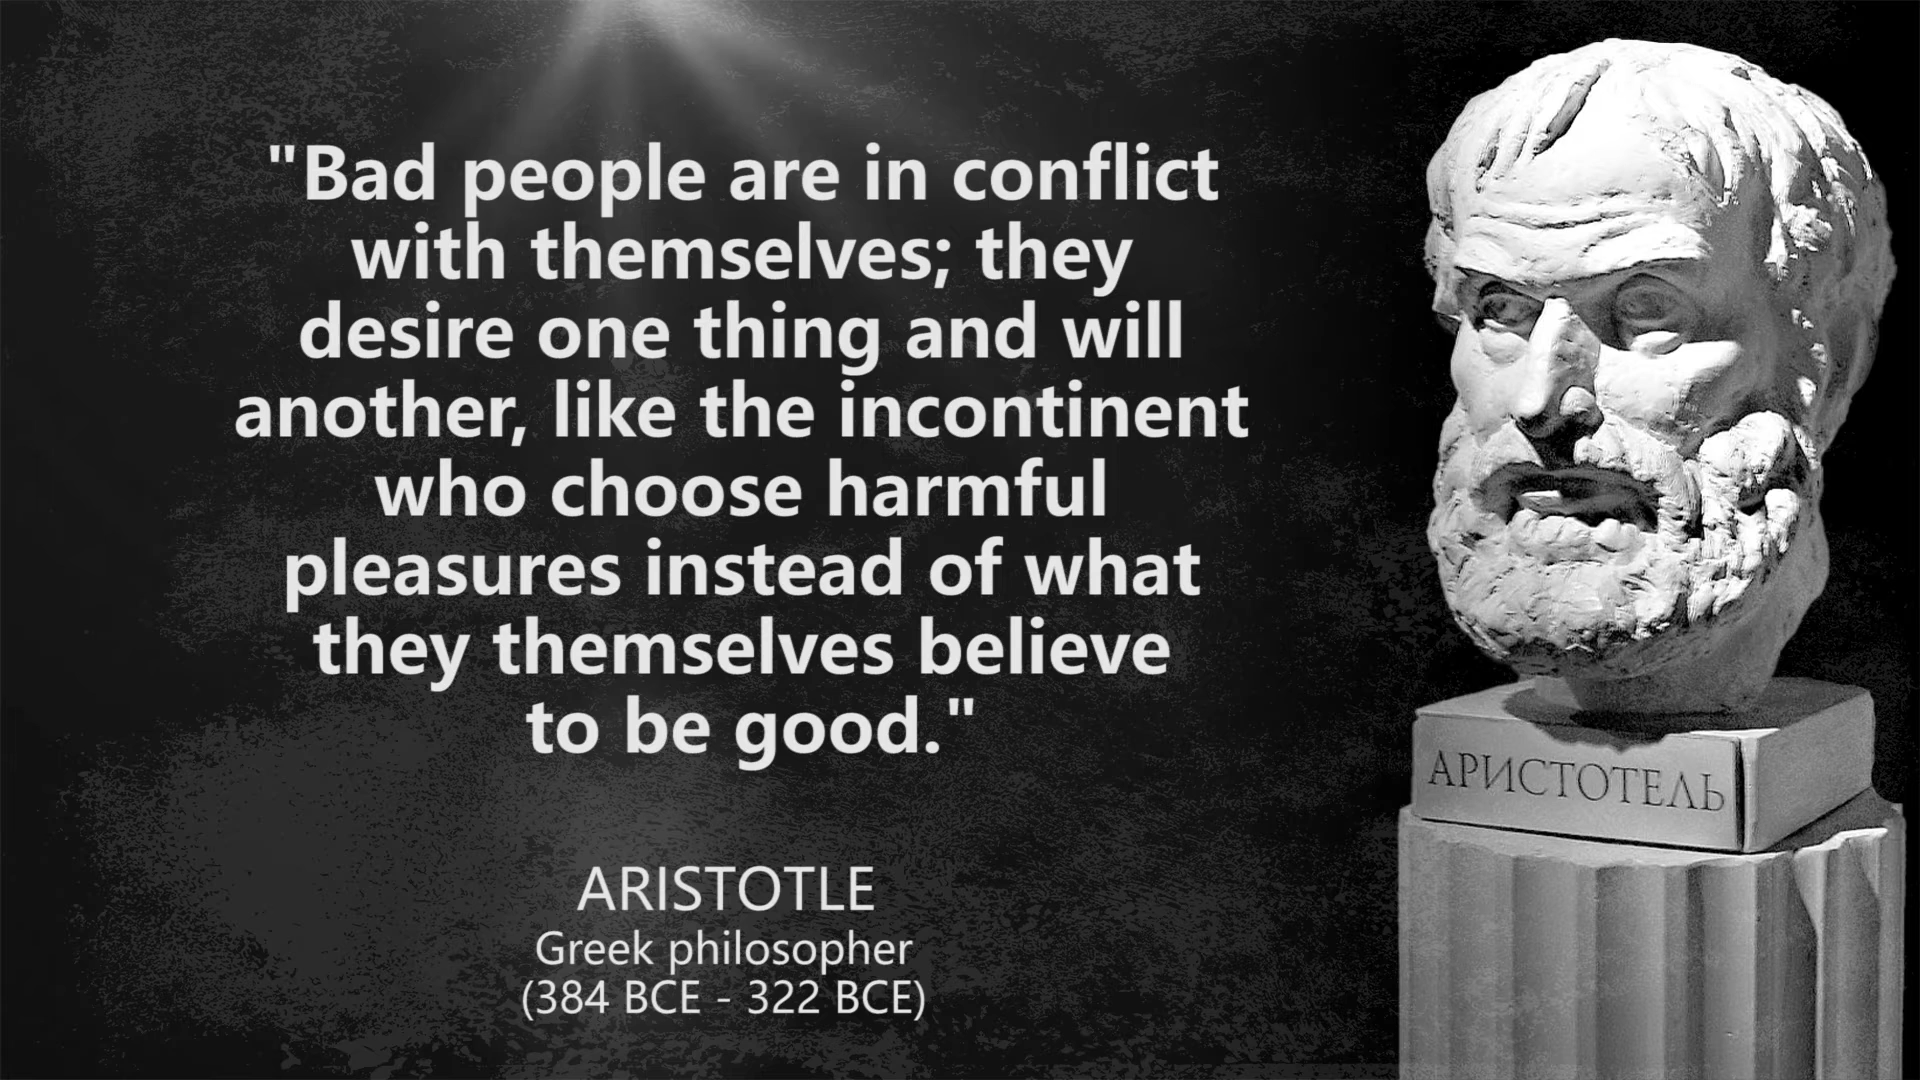 "Bad people are in conflict
with themselves; they
desire one thing and will
another, like the incontinent
who choose harmful
pleasures instead of what
they themselves believe
to be good."
ARISTOTLE
Greek philosopher
(384 BCE - 322 BCE)
АРИСТОТЕЛЬ